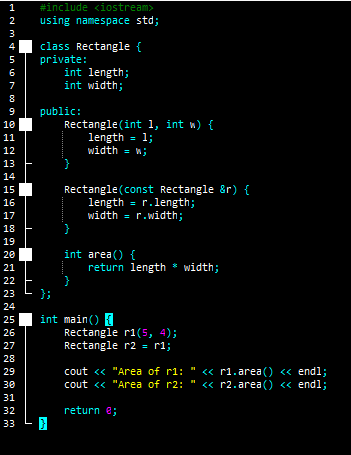 1 #include <iostream>
2 using namespace std;
3
4 class Rectangle {
5 private:
6     int length;
7     int width;
8
9 public:
10     Rectangle(int l, int w) {
11         length = l;
12         width = w;
13     }
14
15     Rectangle(const Rectangle &r) {
16         length = r.length;
17         width = r.width;
18     }
19
20     int area() {
21         return length * width;
22     }
23 };
24
25 int main() {
26     Rectangle r1(5, 4);
27     Rectangle r2 = r1;
28
29     cout << "Area of r1: " << r1.area() << endl;
30     cout << "Area of r2: " << r2.area() << endl;
31
32     return 0;
33 }